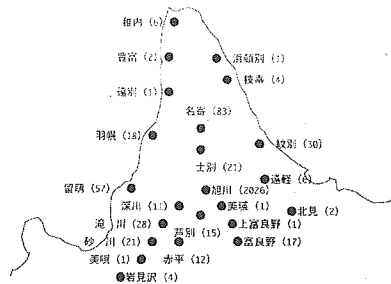 稚内 (6)
豊富 (2)
浜頓別 (1)
枝幸 (4)
遠別 (1)
名寄 (83)
羽幌 (18)
紋別 (30)
士別 (21)
遠軽 (6)
留萌 (57)
旭川 (2026)
深川 (11)
美瑛 (1)
北見 (2)
滝川 (28)
芦別 (15)
上富良野 (1)
砂川 (21)
富良野 (17)
美唄 (1)
赤平 (12)
岩見沢 (4)